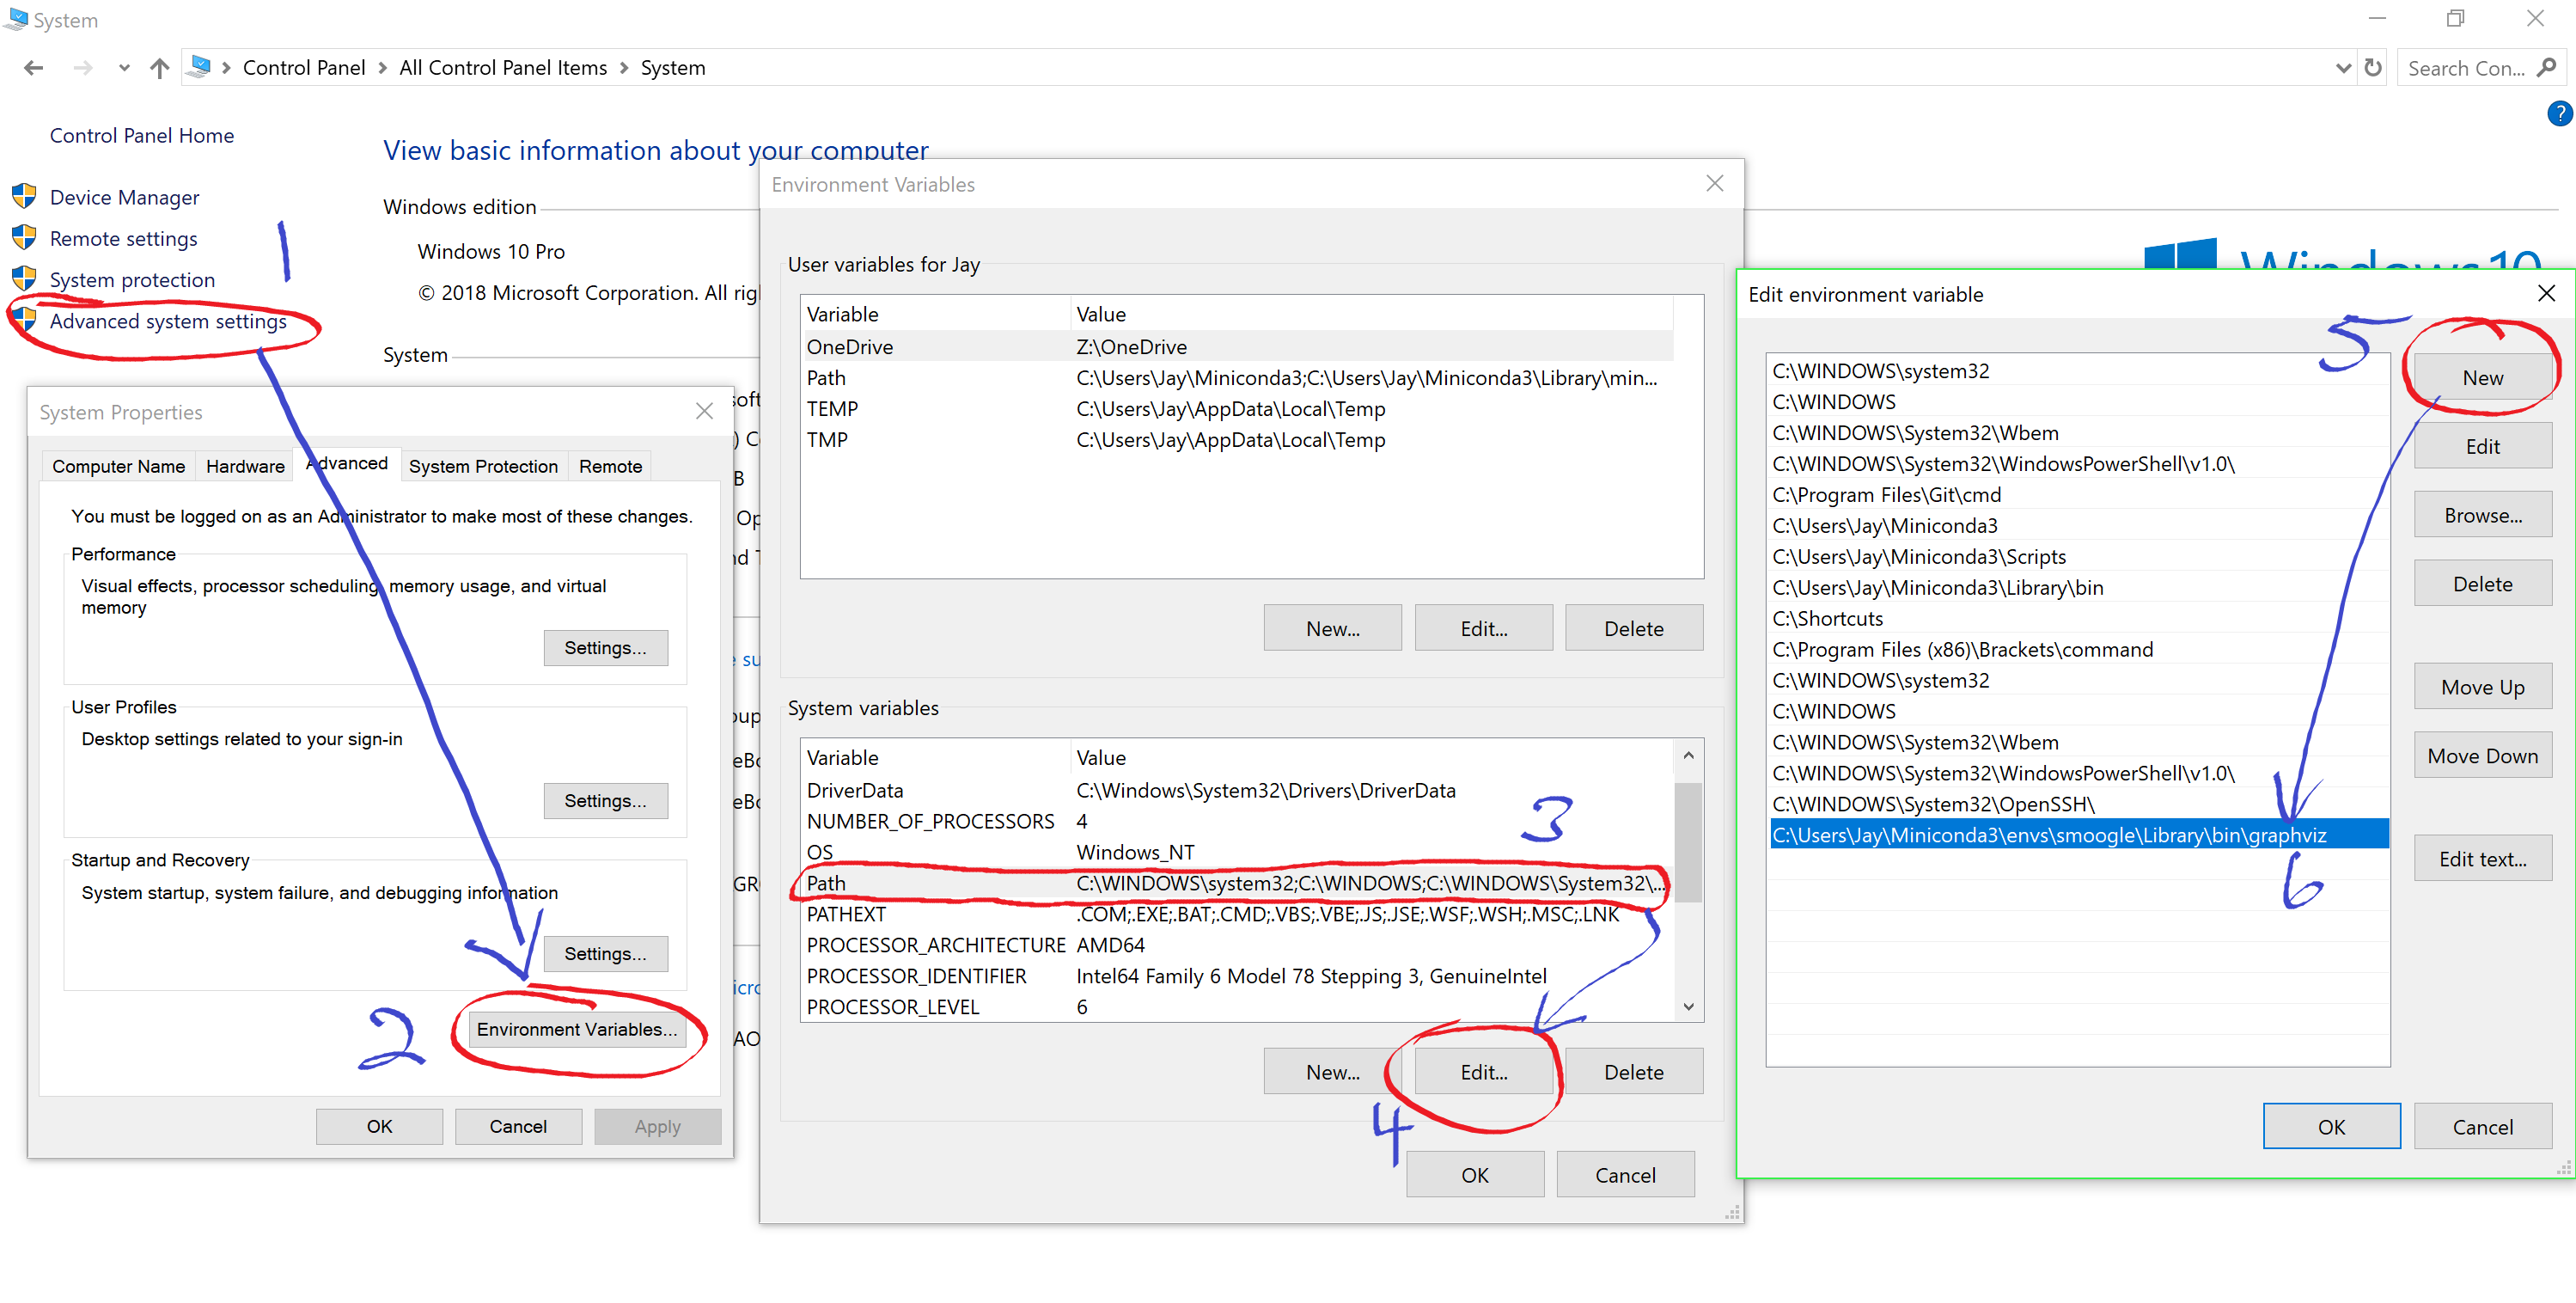 System
Control Panel > All Control Panel Items > System
Search Con...
?
Control Panel Home
Device Manager
Remote settings
System protection
Advanced system settings
1
View basic information about your computer
Windows edition
Windows 10 Pro
© 2018 Microsoft Corporation. All rig
System
Windows 10
System Properties
Computer Name
Hardware
Advanced
System Protection
Remote
You must be logged on as an Administrator to make most of these changes.
Performance
Visual effects, processor scheduling, memory usage, and virtual
memory
Settings...
User Profiles
Desktop settings related to your sign-in
Settings...
Startup and Recovery
System startup, system failure, and debugging information
Settings...
2
Environment Variables...
OK
Cancel
Apply
Environment Variables
User variables for Jay
Variable Value
OneDrive Z:\OneDrive
Path C:\Users\Jay\Miniconda3;C:\Users\Jay\Miniconda3\Library\min...
TEMP C:\Users\Jay\AppData\Local\Temp
TMP C:\Users\Jay\AppData\Local\Temp
New...
Edit...
Delete
System variables
Variable Value
DriverData C:\Windows\System32\Drivers\DriverData
NUMBER_OF_PROCESSORS 4
OS Windows_NT
3
Path C:\WINDOWS\system32;C:\WINDOWS;C:\WINDOWS\System32\...
PATHEXT .COM;.EXE;.BAT;.CMD;.VBS;.VBE;.JS;.JSE;.WSF;.WSH;.MSC;.LNK
PROCESSOR_ARCHITECTURE AMD64
PROCESSOR_IDENTIFIER Intel64 Family 6 Model 78 Stepping 3, GenuineIntel
PROCESSOR_LEVEL 6
New...
Edit...
Delete
4
OK
Cancel
Edit environment variable
5
C:\WINDOWS\system32
C:\WINDOWS
C:\WINDOWS\System32\Wbem
C:\WINDOWS\System32\WindowsPowerShell\v1.0\
C:\Program Files\Git\cmd
C:\Users\Jay\Miniconda3
C:\Users\Jay\Miniconda3\Scripts
C:\Users\Jay\Miniconda3\Library\bin
C:\Shortcuts
C:\Program Files (x86)\Brackets\command
C:\WINDOWS\system32
C:\WINDOWS
C:\WINDOWS\System32\Wbem
C:\WINDOWS\System32\WindowsPowerShell\v1.0\
C:\WINDOWS\System32\OpenSSH\
C:\Users\Jay\Miniconda3\envs\smoogle\Library\bin\graphviz
6
New
Edit
Browse...
Delete
Move Up
Move Down
Edit text...
OK
Cancel